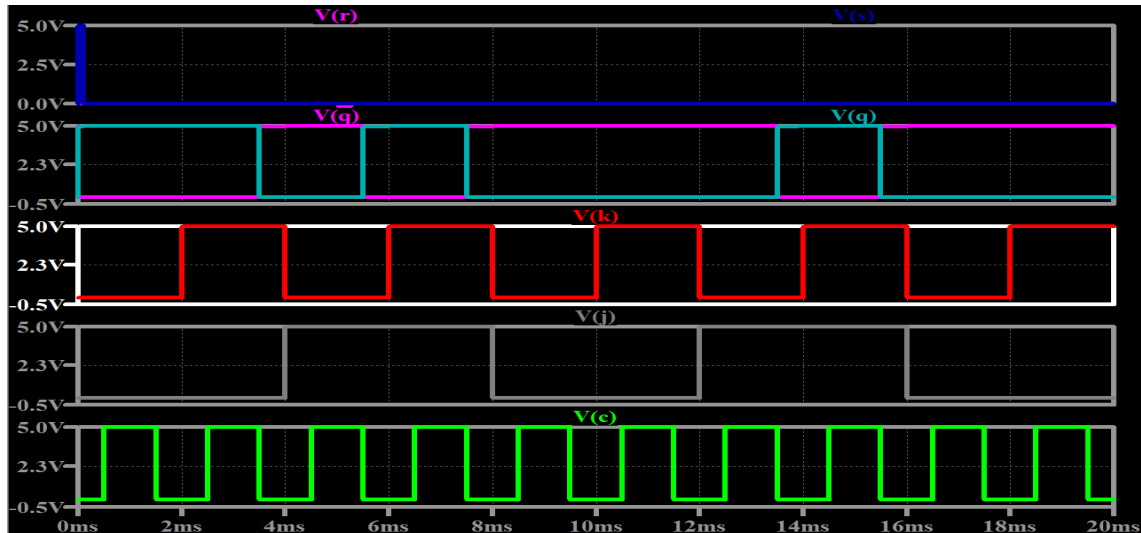 V(r) V(s)
5.0V
2.5V
0.0V
V(q̅) V(q)
5.0V
2.3V
-0.5V
V(k)
5.0V
2.3V
-0.5V
V(j)
5.0V
2.3V
-0.5V
V(c)
5.0V
2.3V
-0.5V
0ms 2ms 4ms 6ms 8ms 10ms 12ms 14ms 16ms 18ms 20ms